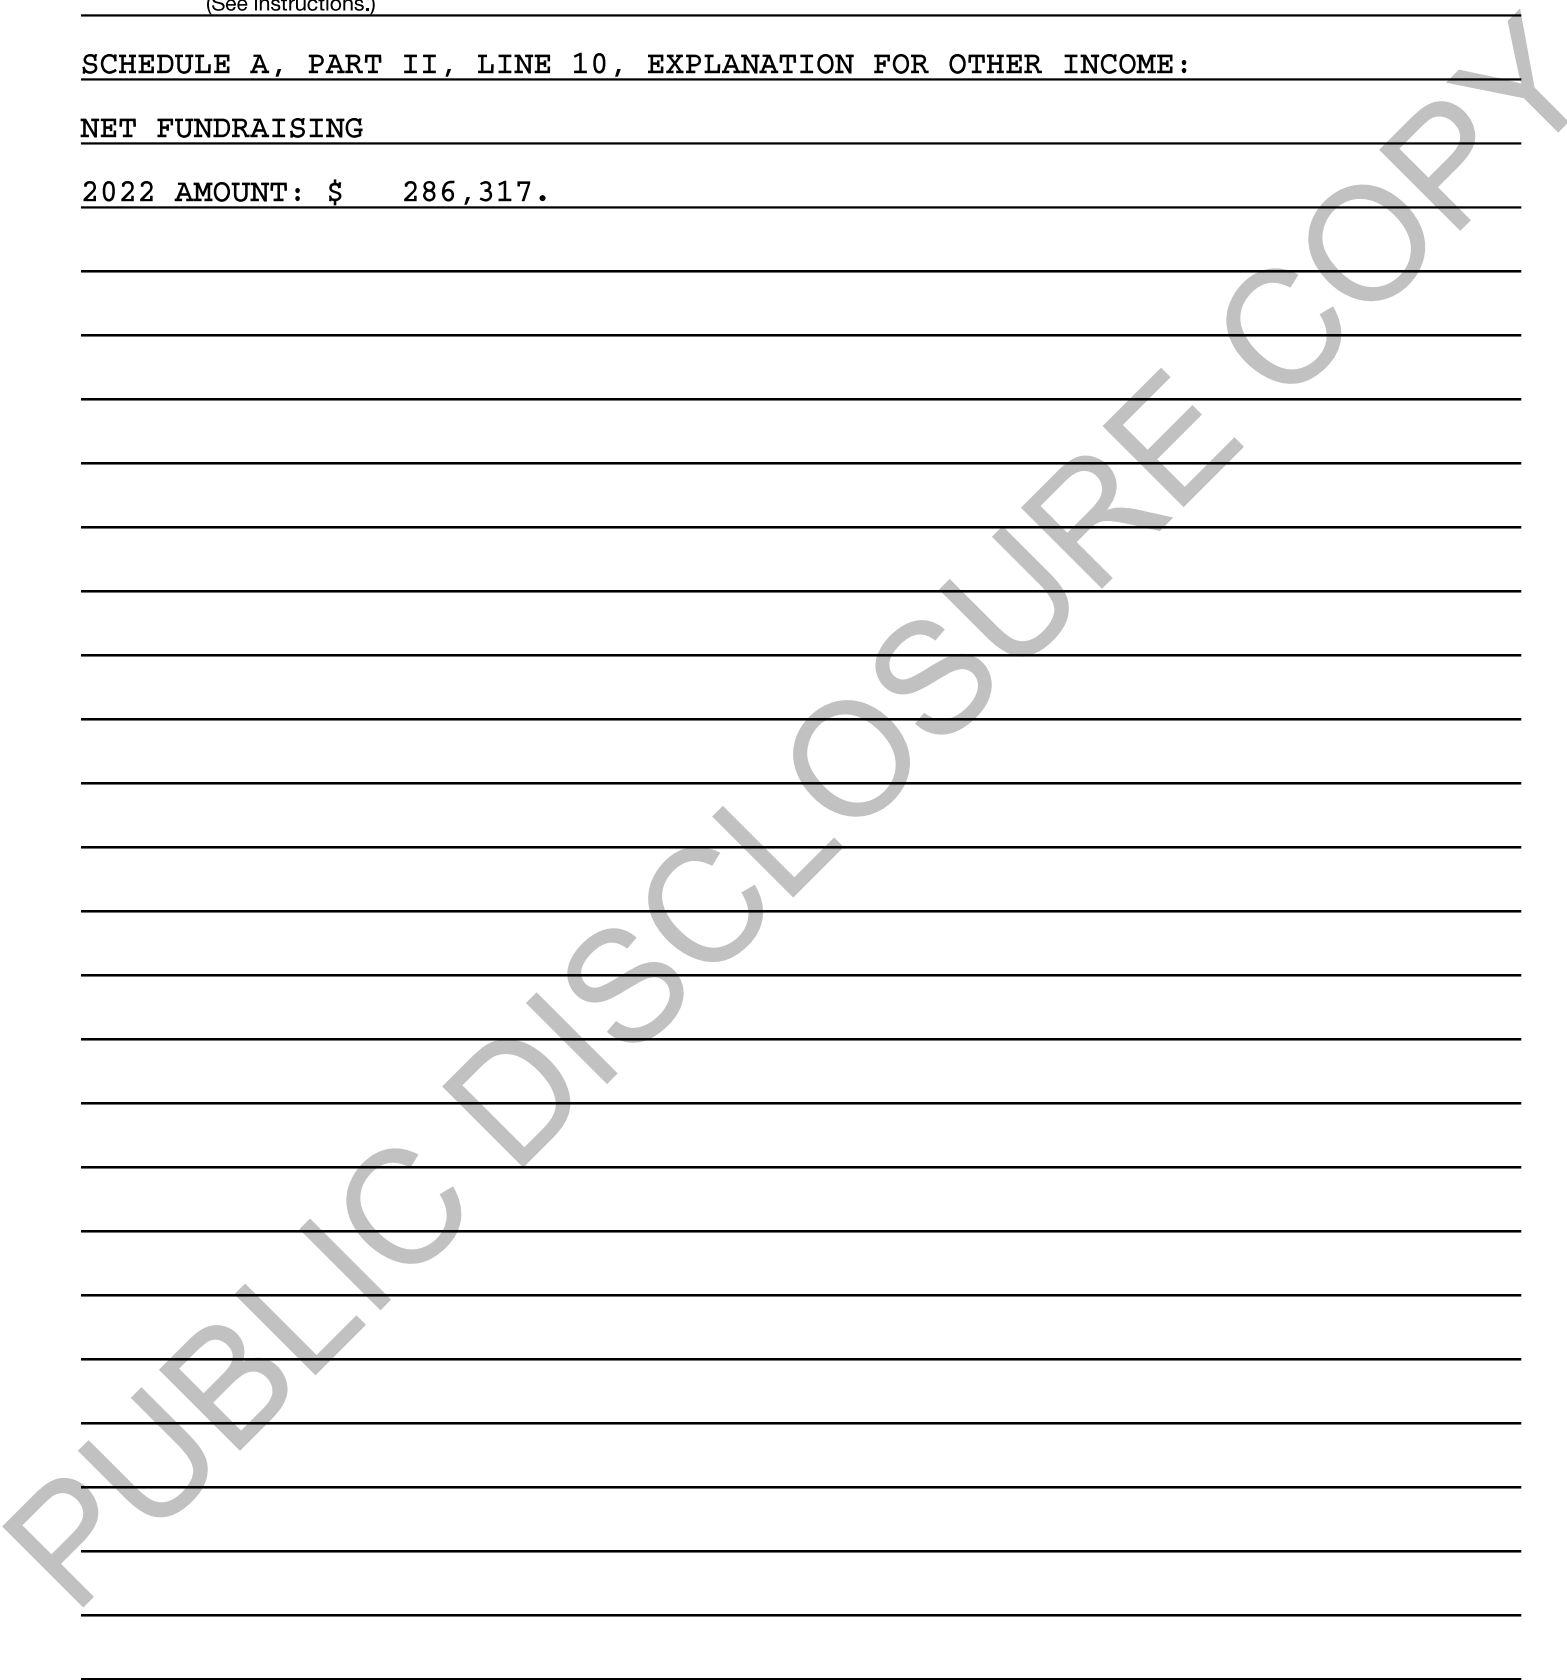 (See instructions.)
SCHEDULE A, PART II, LINE 10, EXPLANATION FOR OTHER INCOME:
NET FUNDRAISING
2022 AMOUNT: $ 286,317.
PUBLIC DISCLOSURE COPY